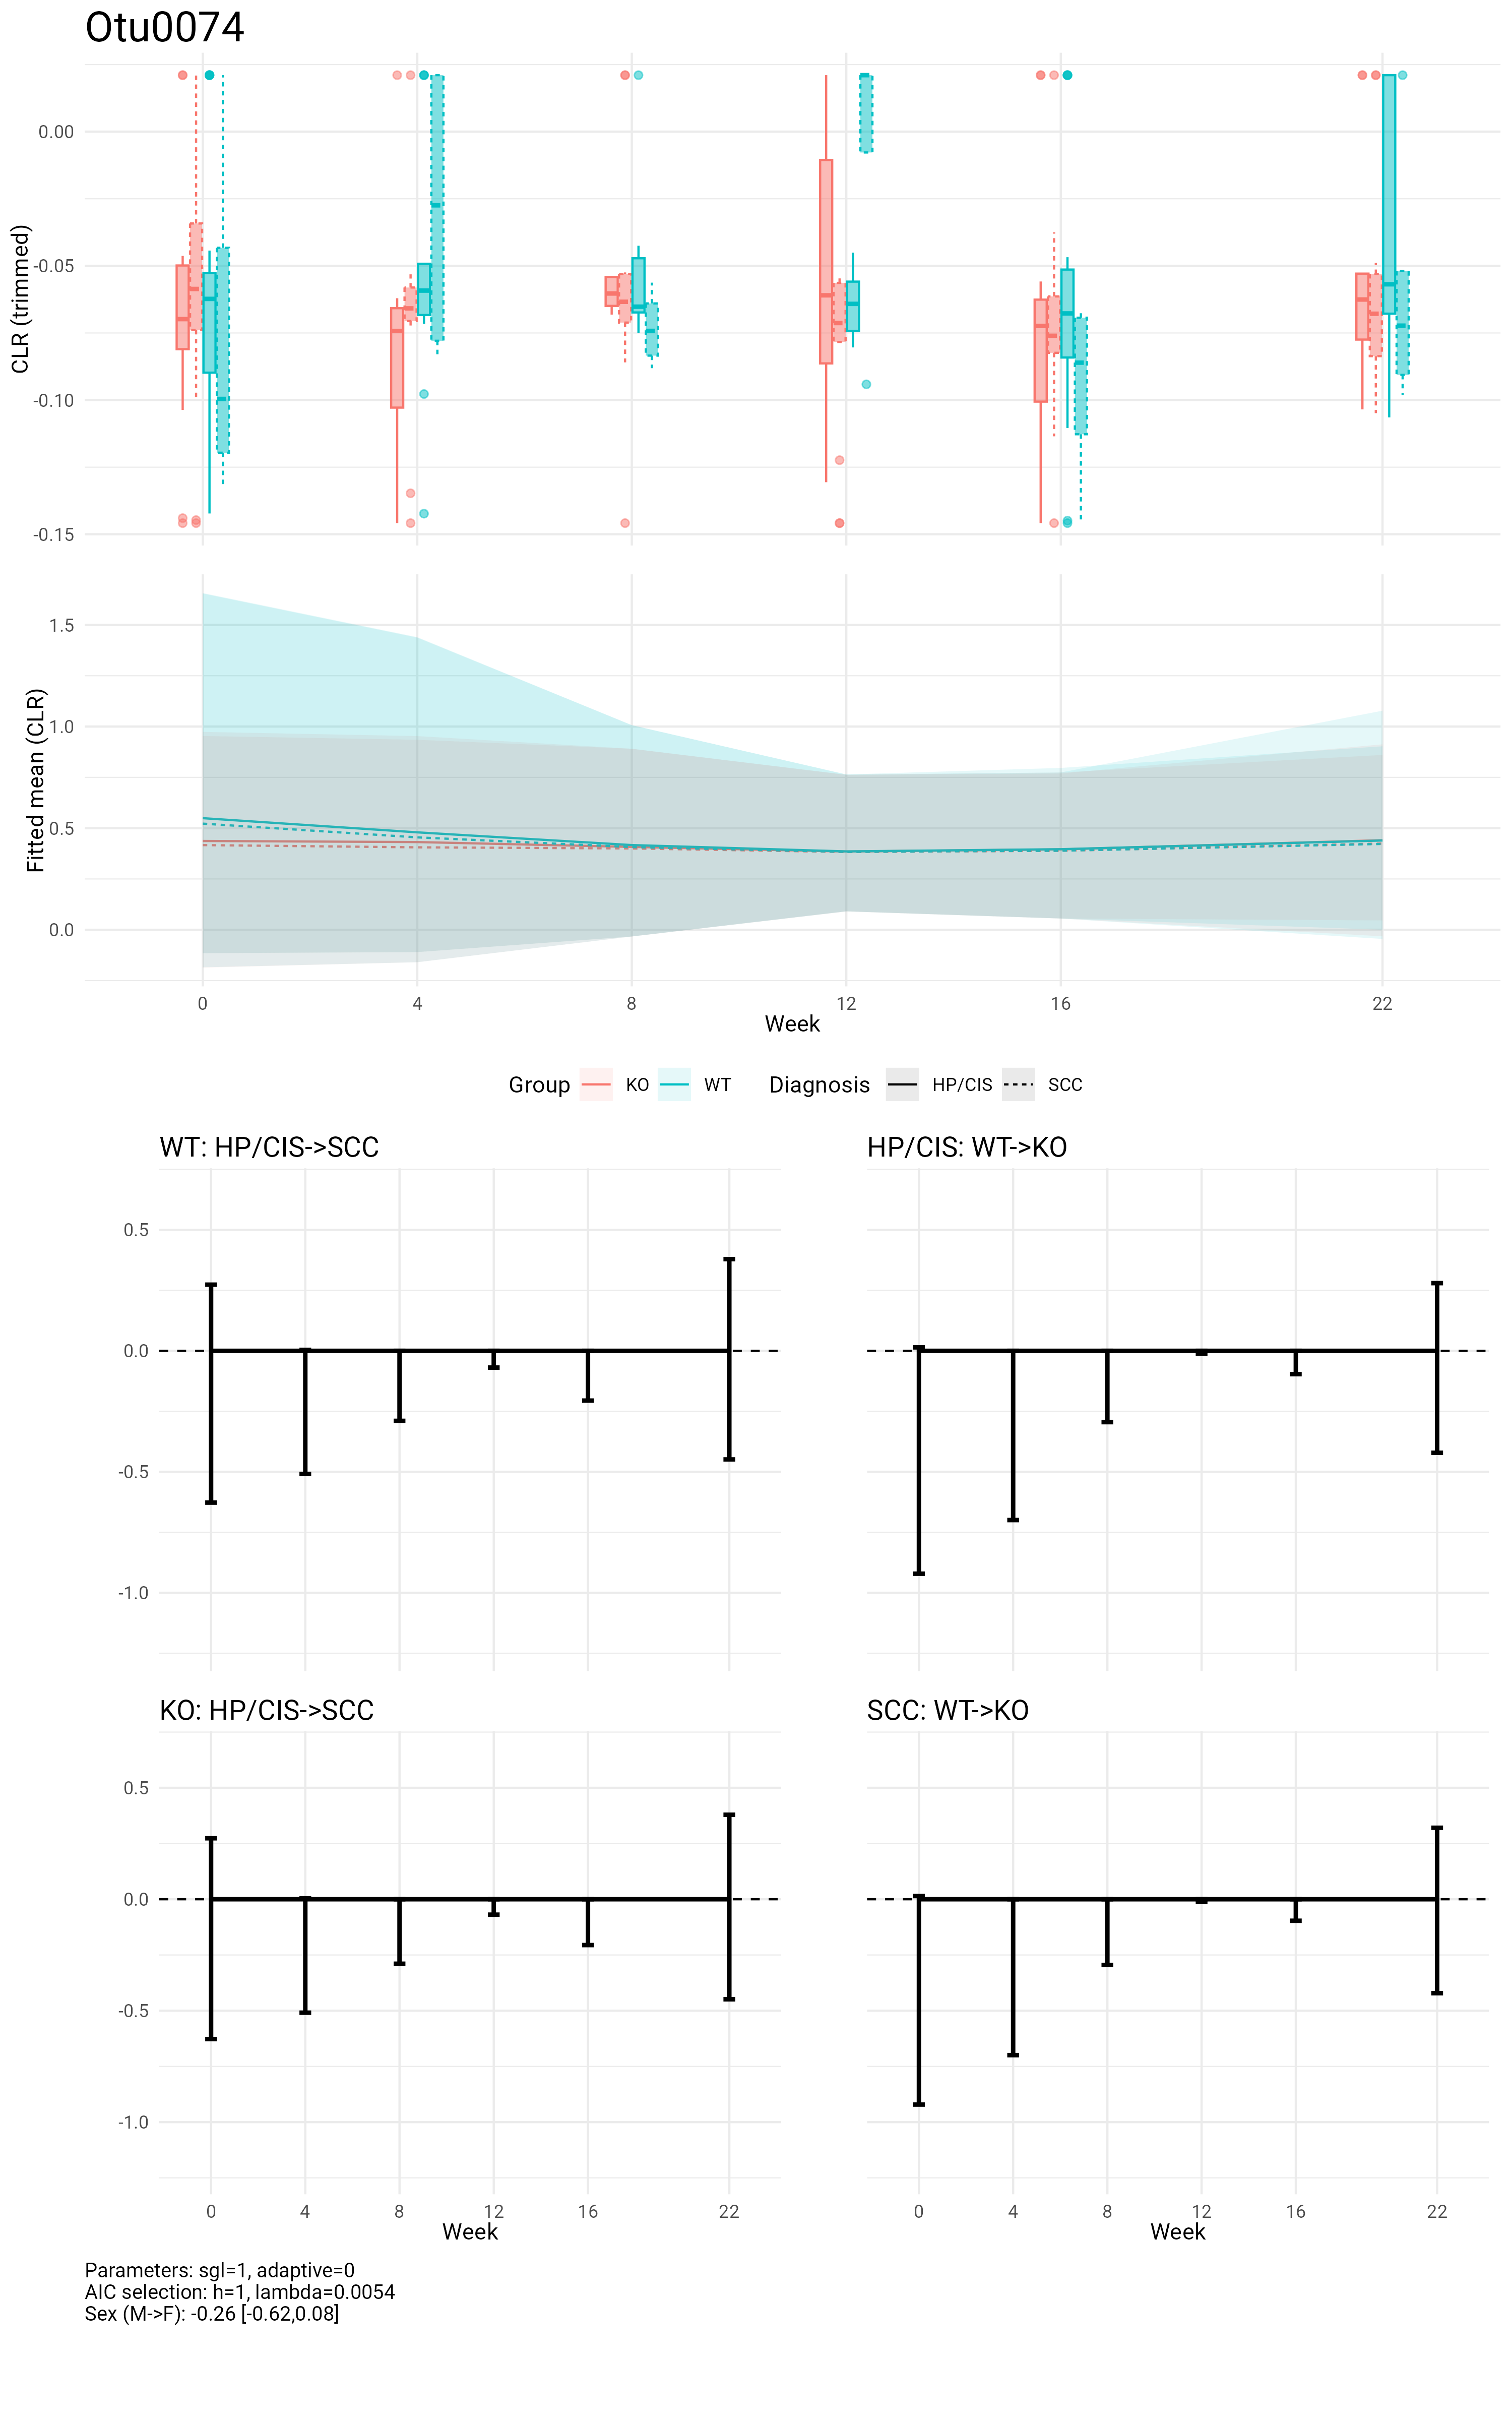 Otu0074
CLR (trimmed)
0.00
-0.05
-0.10
-0.15
Fitted mean (CLR)
1.5
1.0
0.5
0.0
0 4 8 12 16 22
Week
Group KO WT Diagnosis HP/CIS SCC
WT: HP/CIS->SCC
HP/CIS: WT->KO
0.5
0.0
-0.5
-1.0
KO: HP/CIS->SCC
SCC: WT->KO
0.5
0.0
-0.5
-1.0
0 4 8 12 16 22
Week
0 4 8 12 16 22
Week
Parameters: sgl=1, adaptive=0
AIC selection: h=1, lambda=0.0054
Sex (M->F): -0.26 [-0.62,0.08]